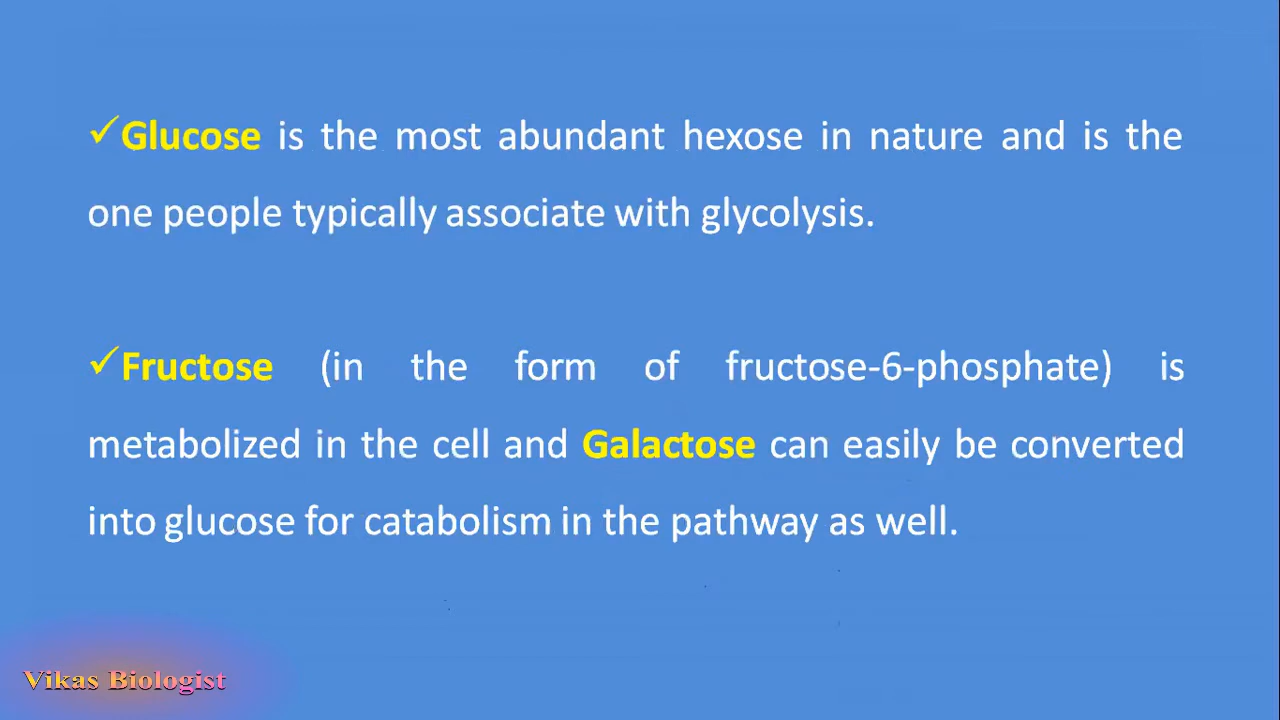 ✓Glucose is the most abundant hexose in nature and is the
one people typically associate with glycolysis.
✓Fructose (in the form of fructose-6-phosphate) is
metabolized in the cell and Galactose can easily be converted
into glucose for catabolism in the pathway as well.
Vikas Biologist